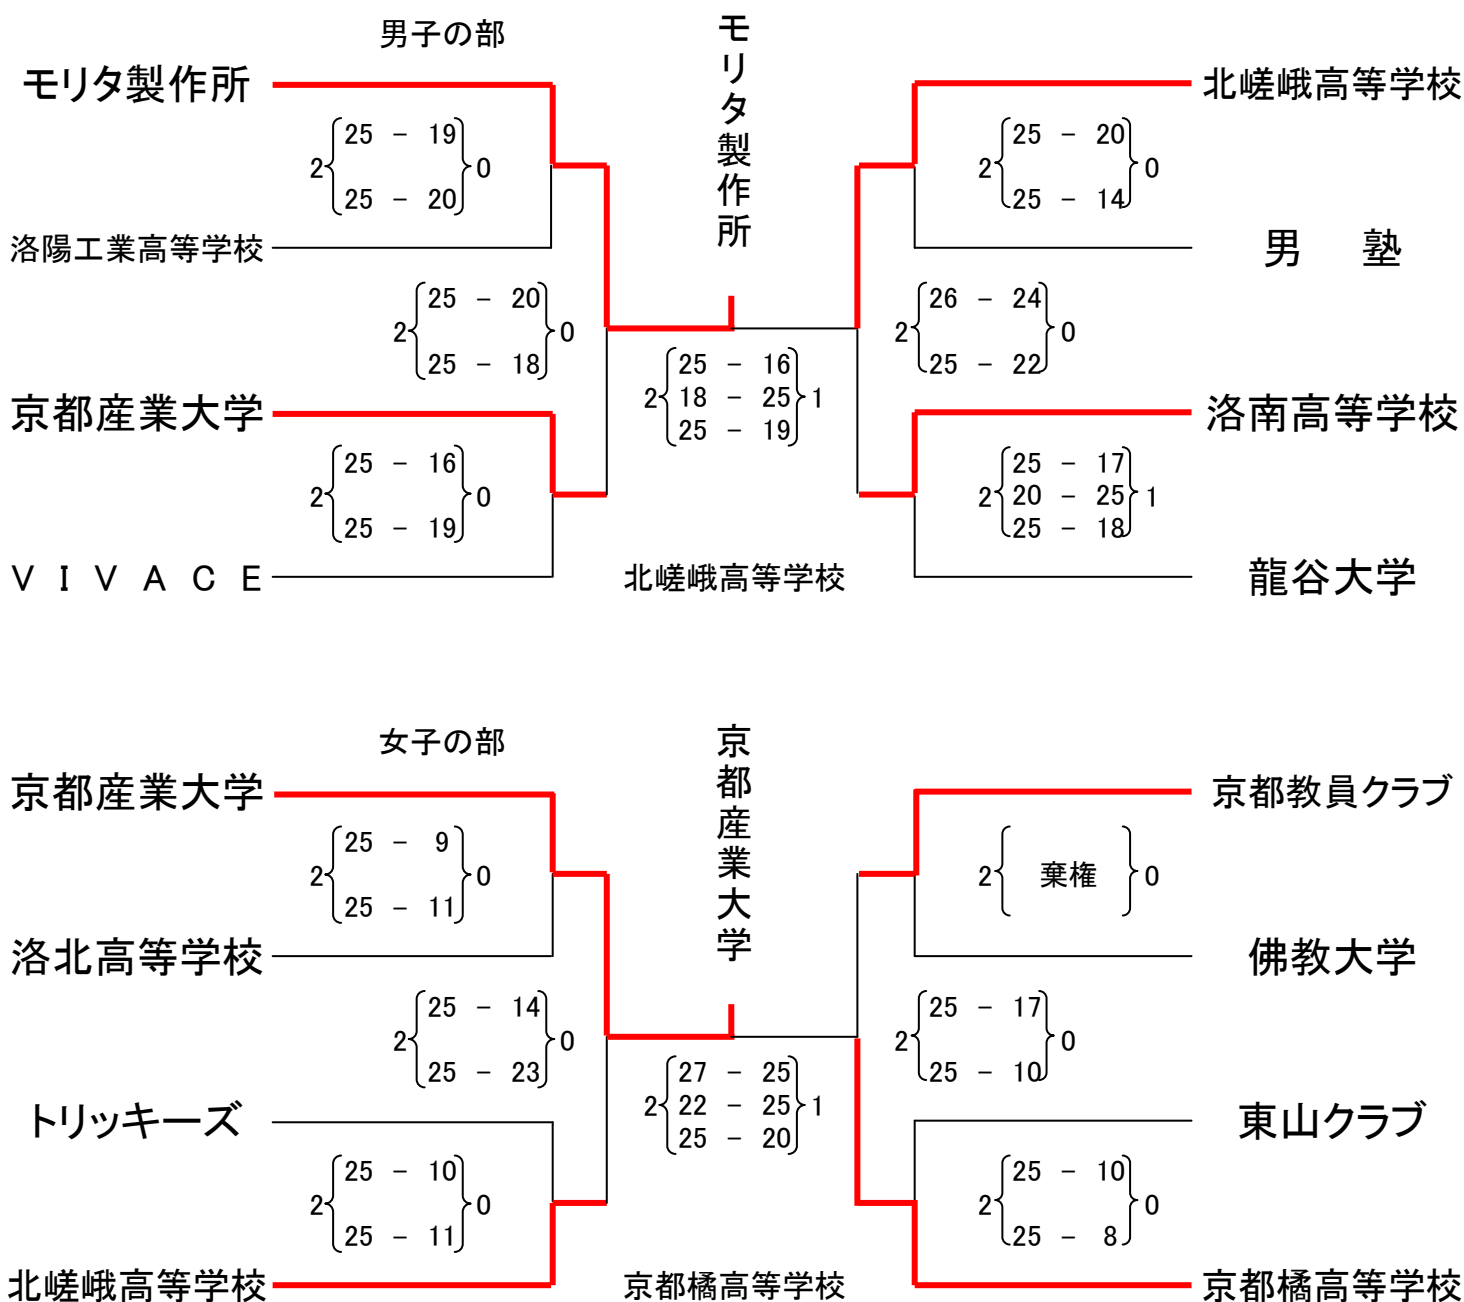 男子の部
モリタ製作所
モリタ製作所
北嵯峨高等学校
25 - 19
2 0
25 - 20
25 - 20
2 0
25 - 14
洛陽工業高等学校
男 塾
25 - 20
2 0
25 - 18
26 - 24
2 0
25 - 22
25 - 16
2 18 - 25 1
25 - 19
京都産業大学
洛南高等学校
25 - 16
2 0
25 - 19
25 - 17
2 20 - 25 1
25 - 18
V I V A C E
北嵯峨高等学校
龍谷大学
女子の部
京都産業大学
京都産業大学
京都教員クラブ
25 - 9
2 0
25 - 11
2 棄権 0
洛北高等学校
佛教大学
25 - 14
2 0
25 - 23
25 - 17
2 0
25 - 10
27 - 25
2 22 - 25 1
25 - 20
トリッキーズ
東山クラブ
25 - 10
2 0
25 - 11
25 - 10
2 0
25 - 8
北嵯峨高等学校
京都橘高等学校
京都橘高等学校